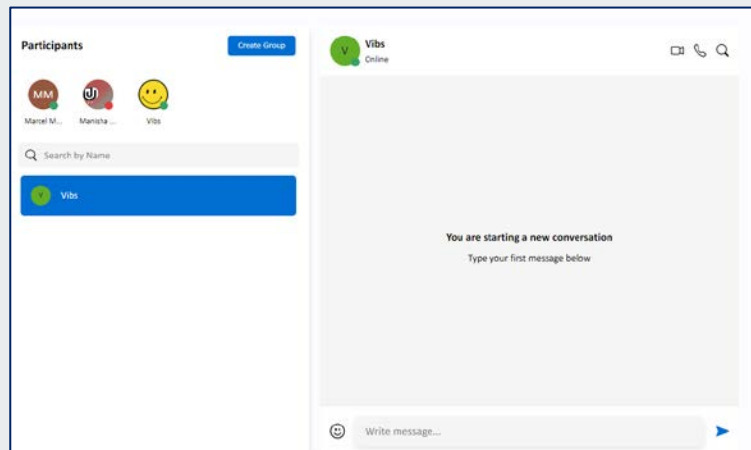 Participants
Create Group
MM
Marcel M...
Manisha ...
Vibs
Search by Name
V
Vibs
V
Vibs
Online
You are starting a new conversation
Type your first message below
Write message...